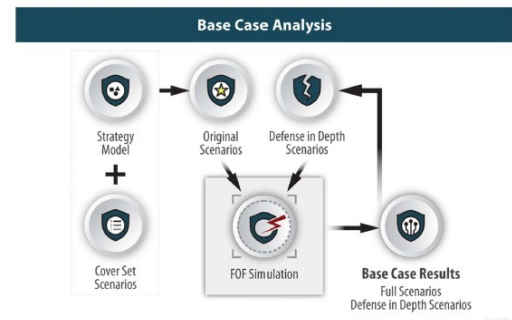 Base Case Analysis
Strategy
Model
Original
Scenarios
Defense in Depth
Scenarios
+
Cover Set
Scenarios
FOF Simulation
Base Case Results
Full Scenarios
Defense in Depth Scenarios